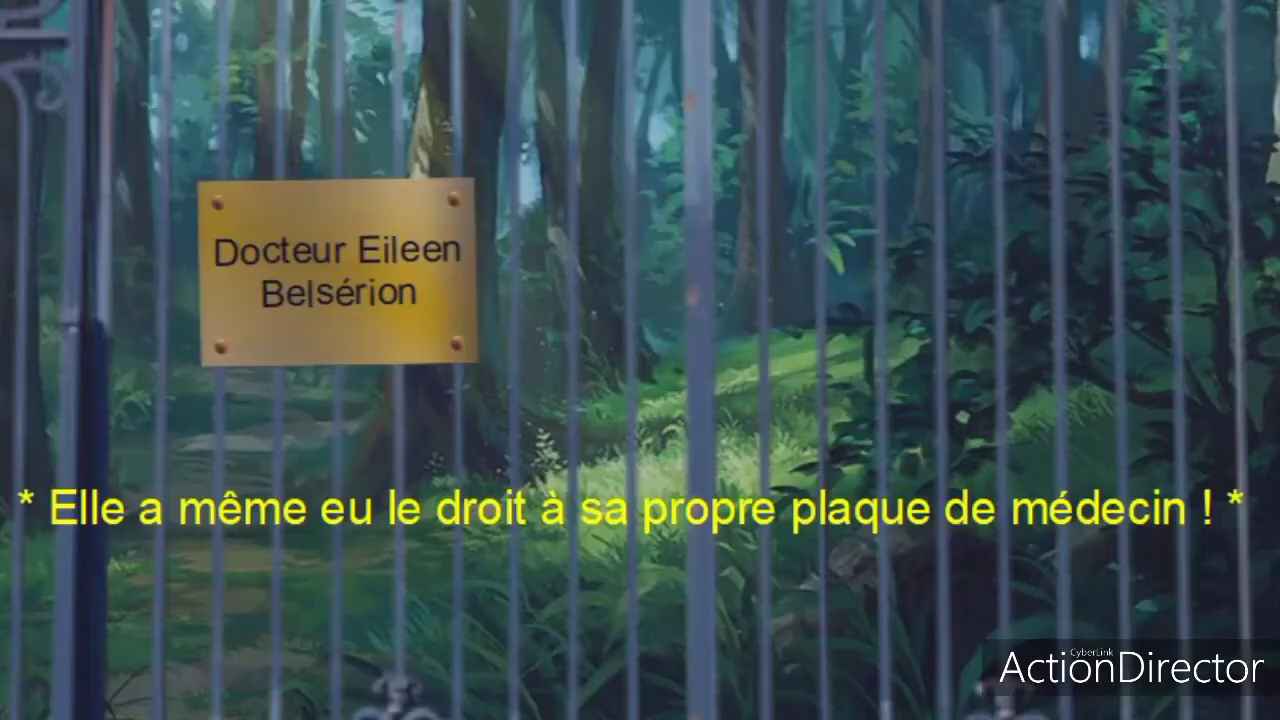 Docteur Eileen
Belsérion
* Elle a même eu le droit à sa propre plaque de médecin ! *
CyberLink
ActionDirector